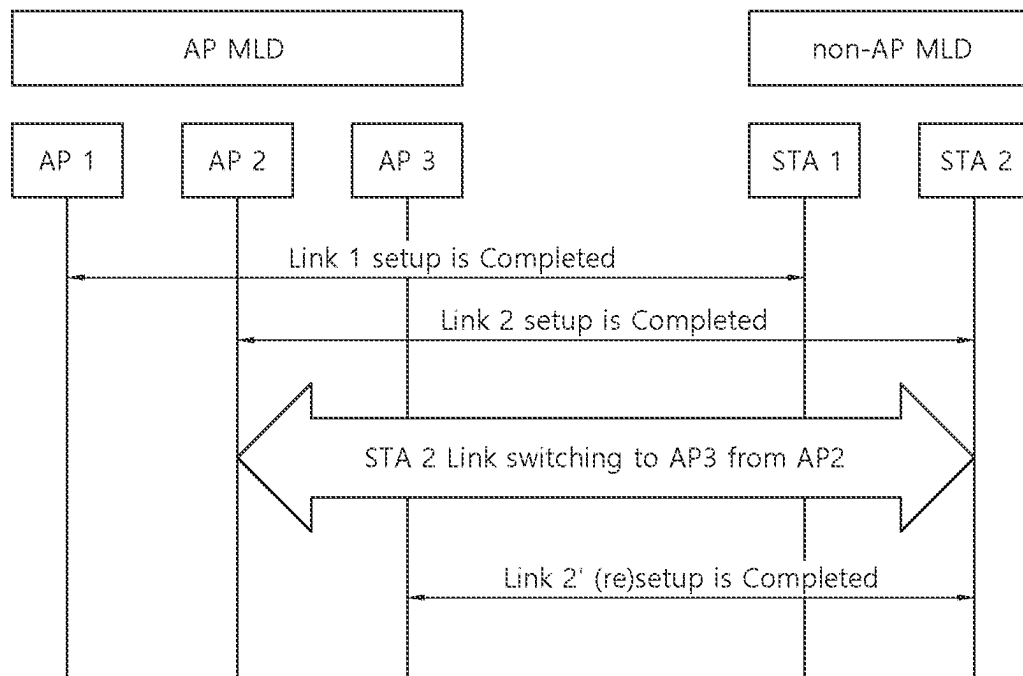 AP MLD
non-AP MLD
AP 1
AP 2
AP 3
STA 1
STA 2
Link 1 setup is Completed
Link 2 setup is Completed
STA 2 Link switching to AP3 from AP2
Link 2' (re)setup is Completed